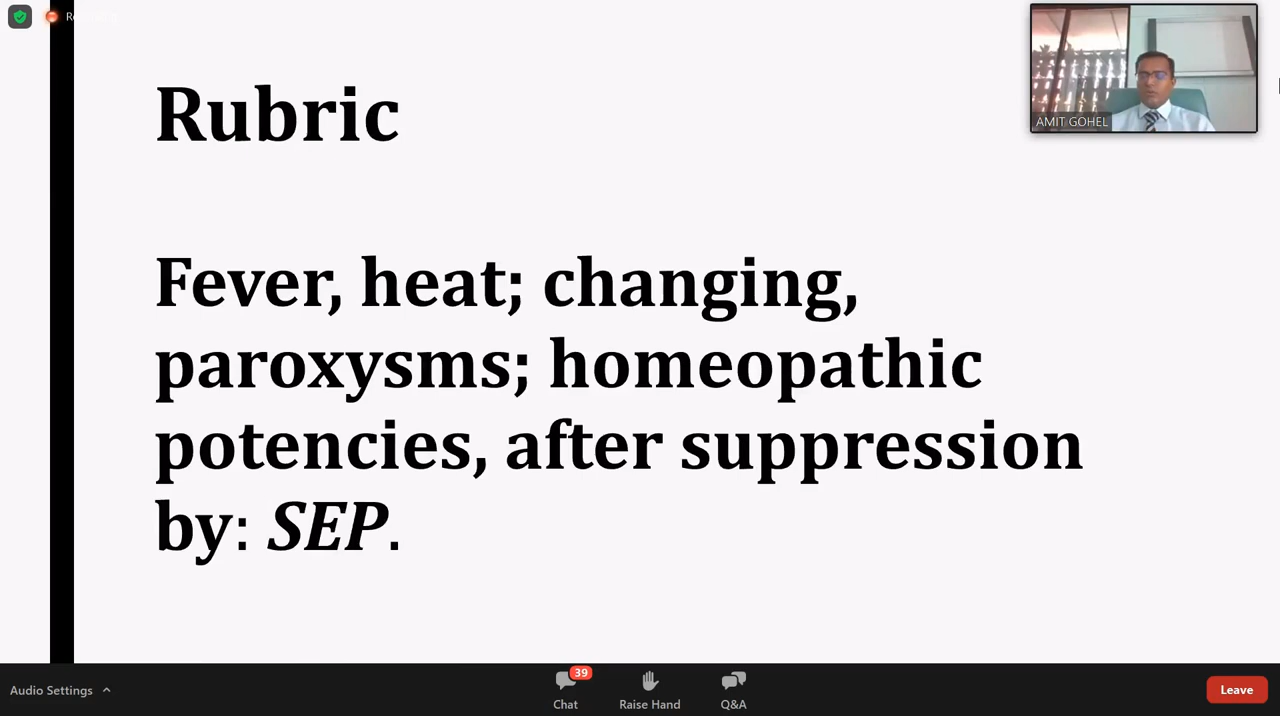 Rubric
AMIT GOHEL
Fever, heat; changing,
paroxysms; homeopathic
potencies, after suppression
by: SEP.
Audio Settings
39
Chat
Raise Hand
Q&A
Leave